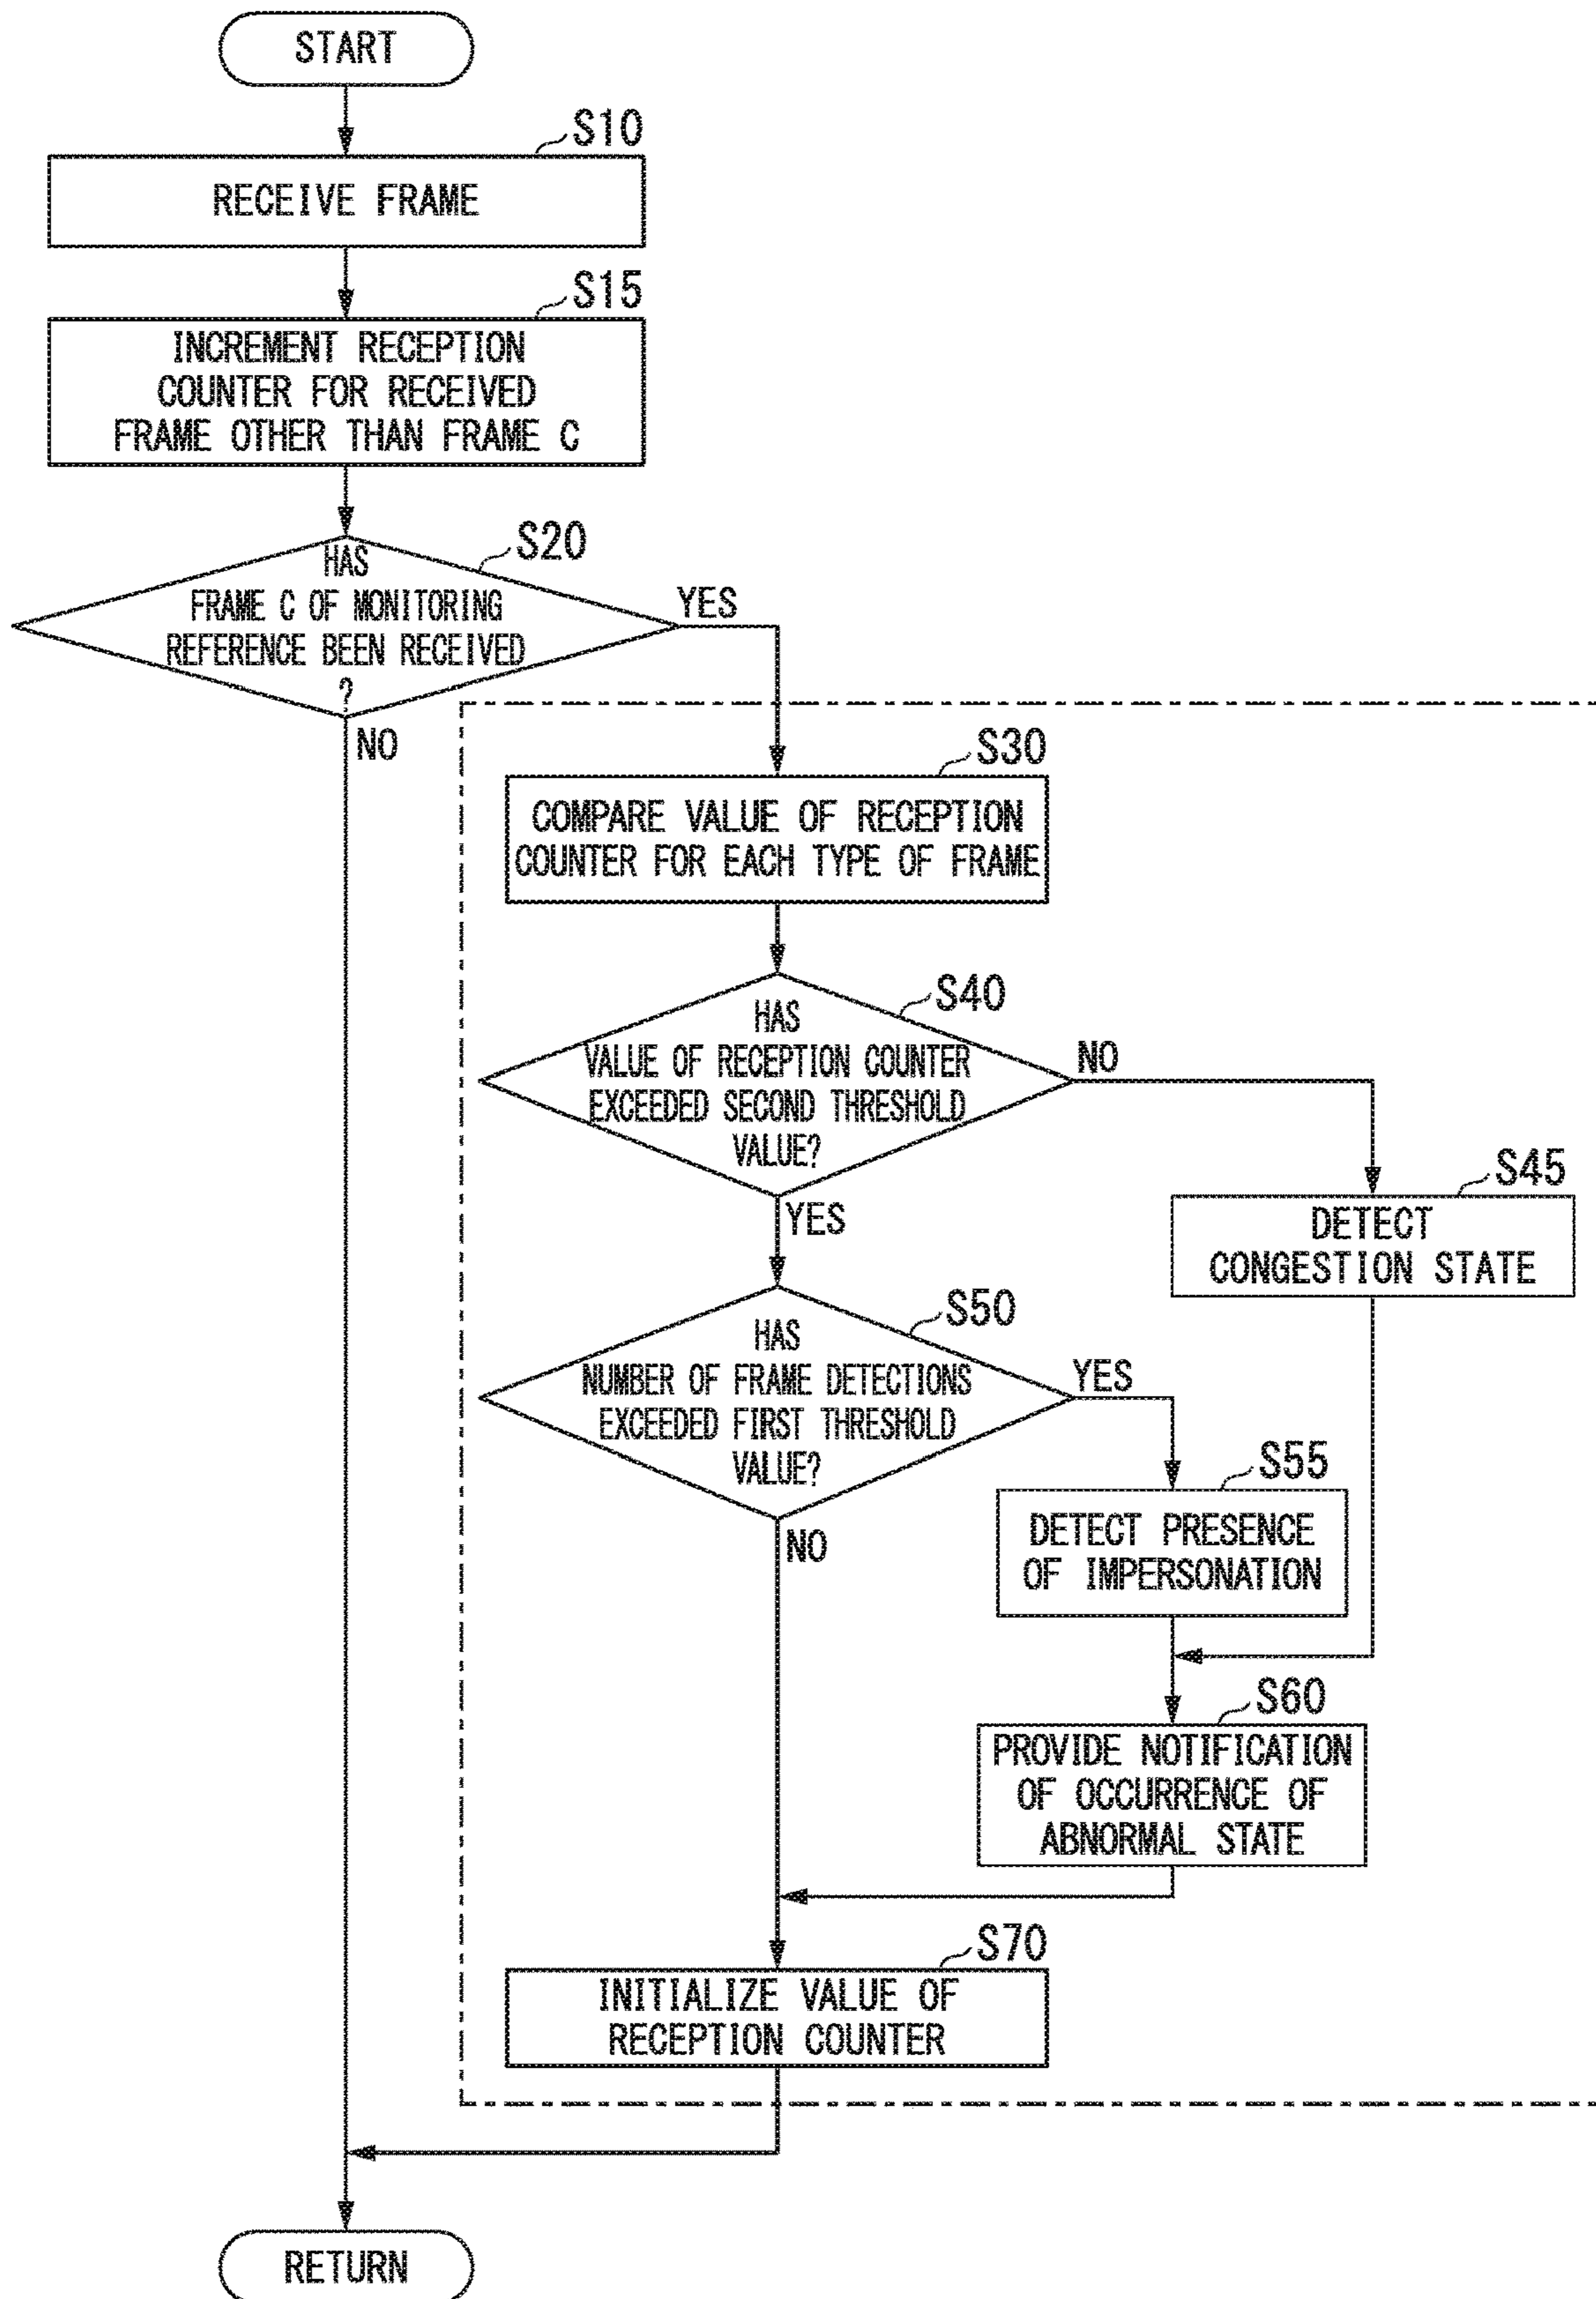 START
S10
RECEIVE FRAME
S15
INCREMENT RECEPTION
COUNTER FOR RECEIVED
FRAME OTHER THAN FRAME C
S20
HAS
FRAME C OF MONITORING
REFERENCE BEEN RECEIVED
?
YES
NO
S30
COMPARE VALUE OF RECEPTION
COUNTER FOR EACH TYPE OF FRAME
S40
HAS
VALUE OF RECEPTION COUNTER
EXCEEDED SECOND THRESHOLD
VALUE?
NO
YES
S45
DETECT
CONGESTION STATE
S50
HAS
NUMBER OF FRAME DETECTIONS
EXCEEDED FIRST THRESHOLD
VALUE?
YES
NO
S55
DETECT PRESENCE
OF IMPERSONATION
S60
PROVIDE NOTIFICATION
OF OCCURRENCE OF
ABNORMAL STATE
S70
INITIALIZE VALUE OF
RECEPTION COUNTER
RETURN